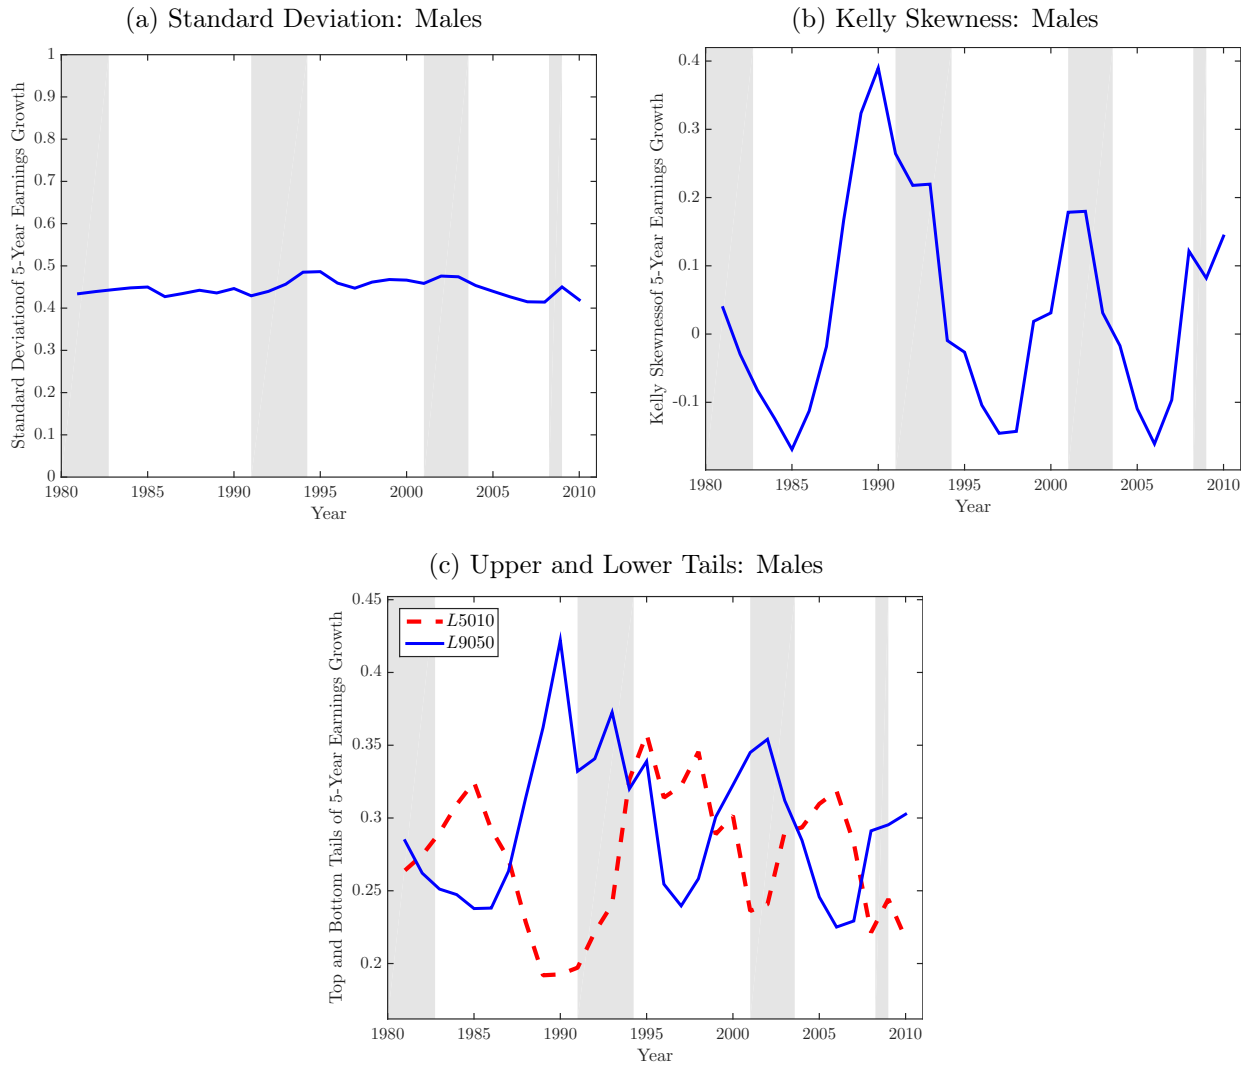 (a) Standard Deviation: Males
Standard Deviationof 5-Year Earnings Growth
1
0.9
0.8
0.7
0.6
0.5
0.4
0.3
0.2
0.1
0
1980 1985 1990 1995 2000 2005 2010
Year
(b) Kelly Skewness: Males
Kelly Skewnessof 5-Year Earnings Growth
0.4
0.3
0.2
0.1
0
-0.1
1980 1985 1990 1995 2000 2005 2010
Year
(c) Upper and Lower Tails: Males
Top and Bottom Tails of 5-Year Earnings Growth
0.45
0.4
0.35
0.3
0.25
0.2
L5010
L9050
1980 1985 1990 1995 2000 2005 2010
Year